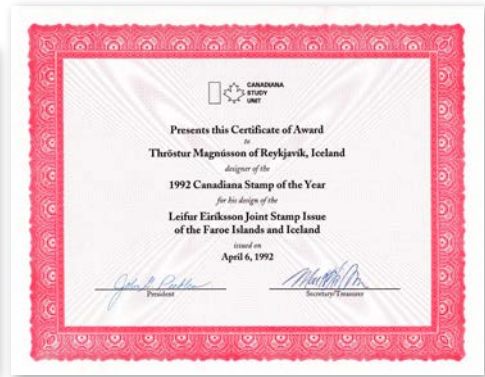 CANADIANA
STUDY
UNIT
Presents this Certificate of Award
to
Thröstur Magnússon of Reykjavík, Iceland
designer of the
1992 Canadiana Stamp of the Year
for his design of the
Leifur Eiríksson Joint Stamp Issue
of the Faroe Islands and Iceland
issued on
April 6, 1992
President
Secretary/Treasurer